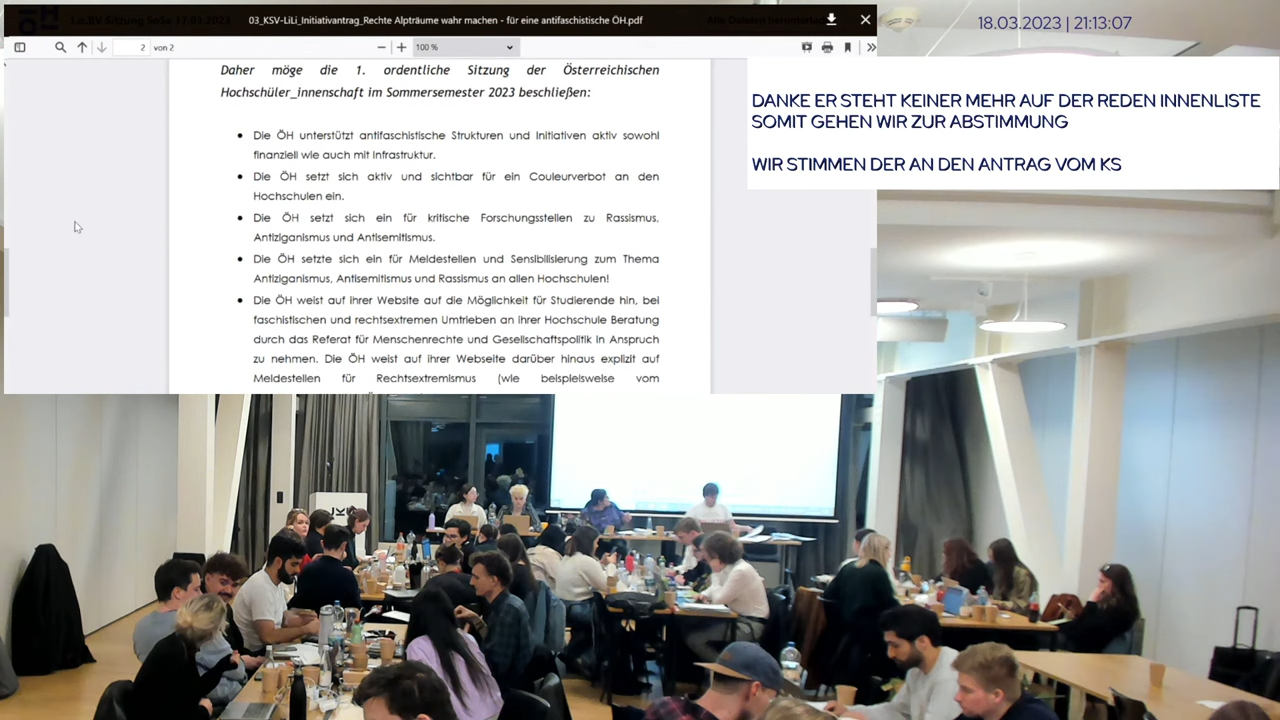 1.o.BV-Sitzung SoSe 17.03.2023
03_KSV-LiLi_Initiativantrag_Rechte Alpträume wahr machen - für eine antifaschistische ÖH.pdf
18.03.2023 | 21:13:07
2 von 2
100 %
Daher möge die 1. ordentliche Sitzung der Österreichischen
Hochschüler_innenschaft im Sommersemester 2023 beschließen:
• Die ÖH unterstützt antifaschistische Strukturen und Initiativen aktiv sowohl
finanziell wie auch mit Infrastruktur.
• Die ÖH setzt sich aktiv und sichtbar für ein Couleurverbot an den
Hochschulen ein.
• Die ÖH setzt sich ein für kritische Forschungsstellen zu Rassismus,
Antiziganismus und Antisemitismus.
• Die ÖH setzte sich ein für Meldestellen und Sensibilisierung zum Thema
Antiziganismus, Antisemitismus und Rassismus an allen Hochschulen!
• Die ÖH weist auf ihrer Website auf die Möglichkeit für Studierende hin, bei
faschistischen und rechtsextremen Umtrieben an ihrer Hochschule Beratung
durch das Referat für Menschenrechte und Gesellschaftspolitik in Anspruch
zu nehmen. Die ÖH weist auf ihrer Webseite darüber hinaus explizit auf
Meldestellen für Rechtsextremismus (wie beispielsweise vom
DANKE ER STEHT KEINER MEHR AUF DER REDEN INNENLISTE
SOMIT GEHEN WIR ZUR ABSTIMMUNG
WIR STIMMEN DER AN DEN ANTRAG VOM KS